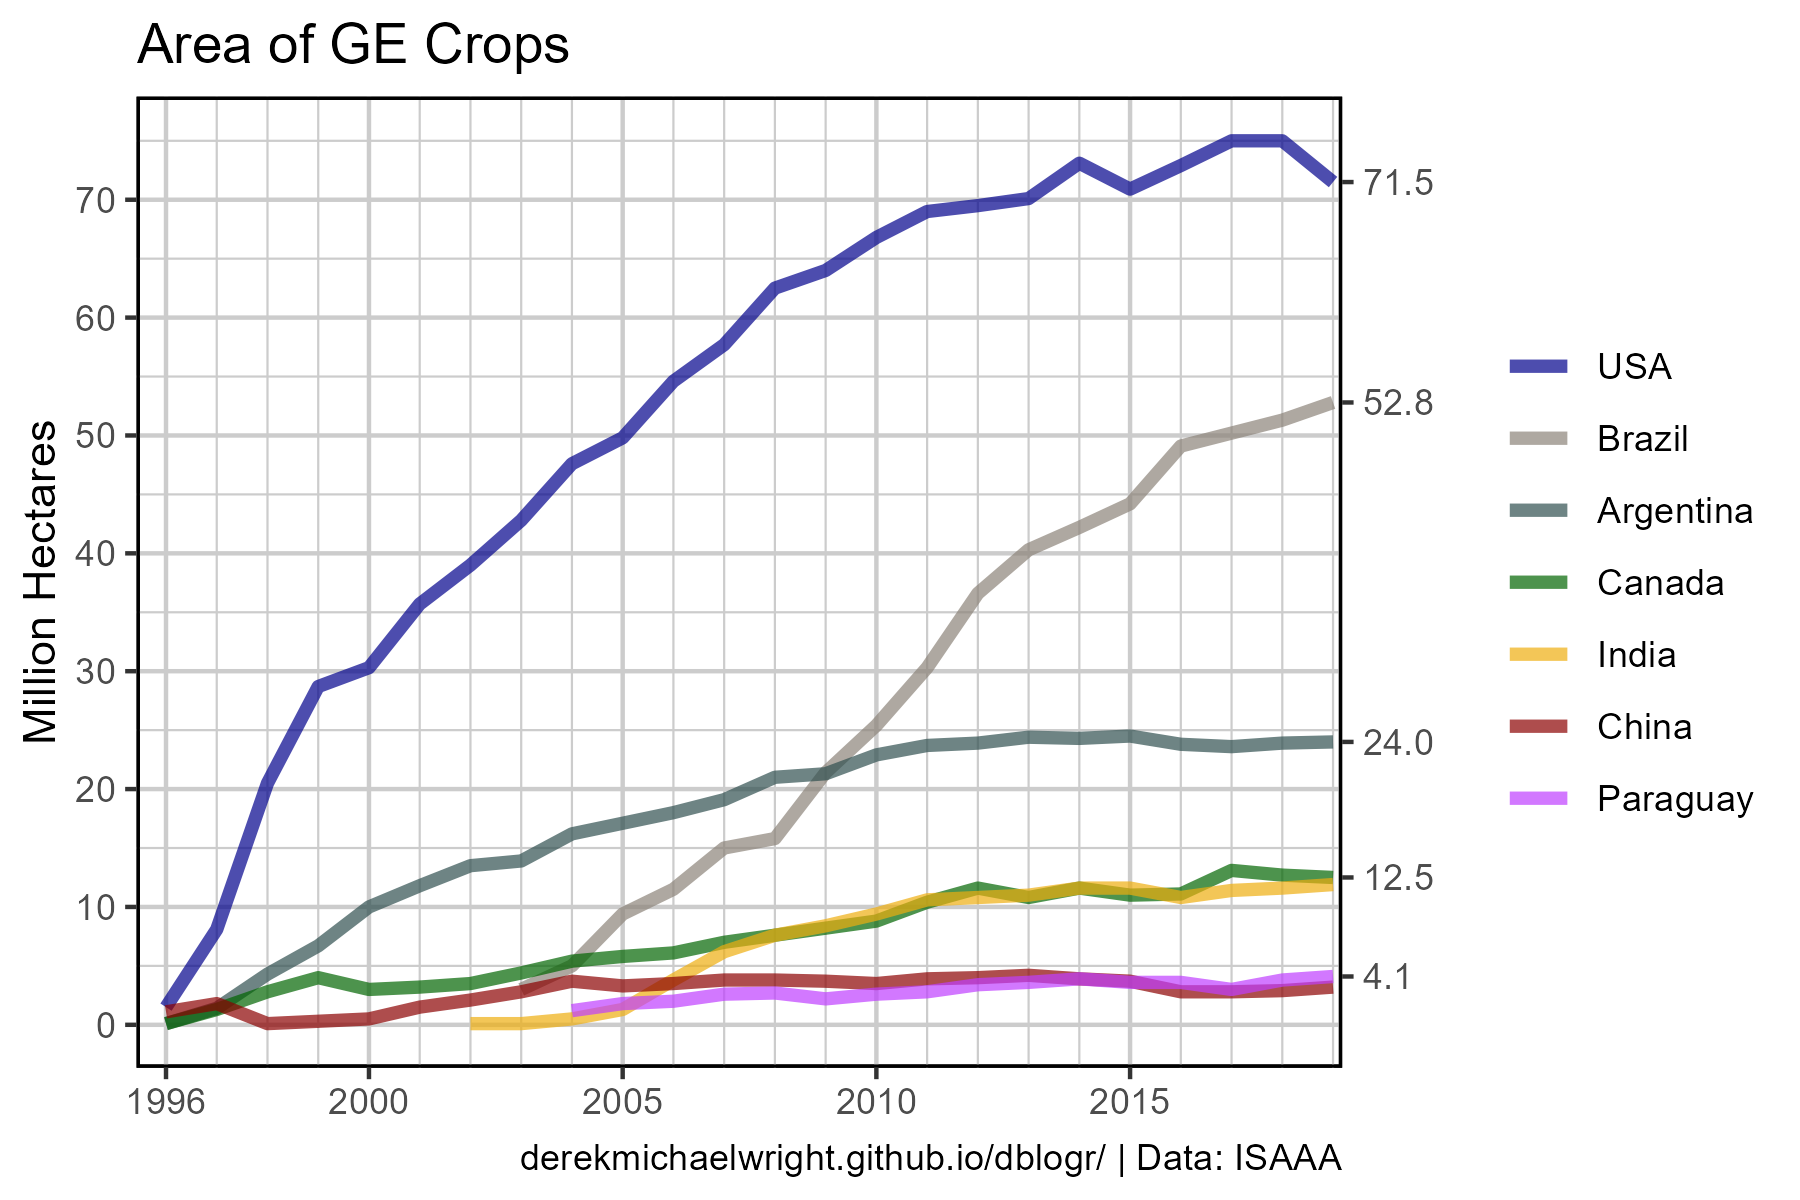 Area of GE Crops
Million Hectares
70
60
50
40
30
20
10
0
71.5
52.8
24.0
12.5
4.1
1996 2000 2005 2010 2015
USA
Brazil
Argentina
Canada
India
China
Paraguay
derekmichaelwright.github.io/dblogr/ | Data: ISAAA